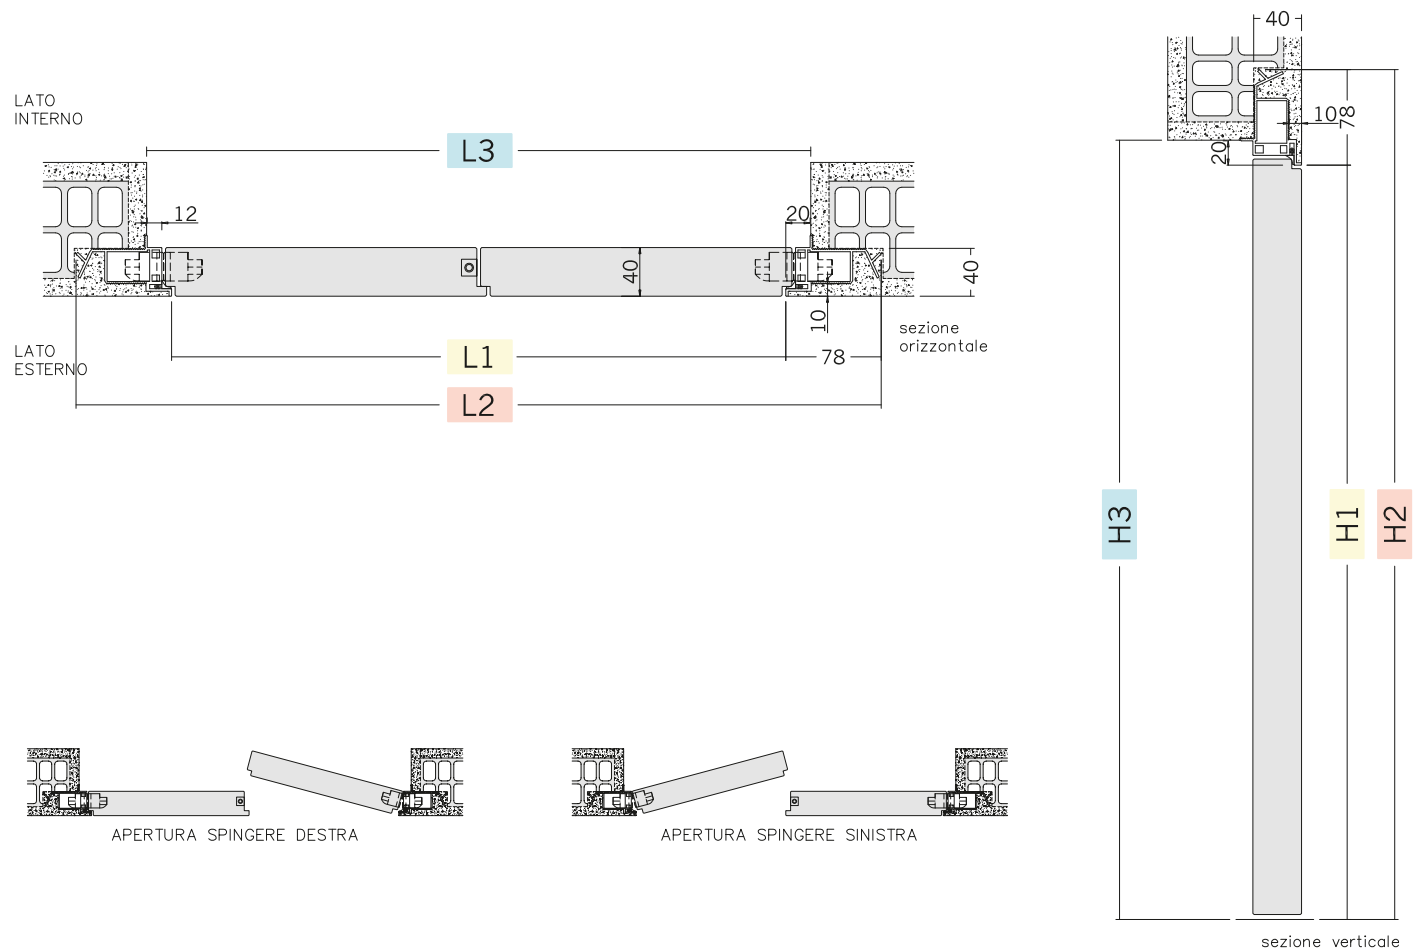 LATO
INTERNO
L3
12
20
40
40
10
sezione
orizzontale
LATO
ESTERNO
L1
78
L2
40
10
78
20
H3
H1
H2
APERTURA SPINGERE DESTRA
APERTURA SPINGERE SINISTRA
sezione verticale